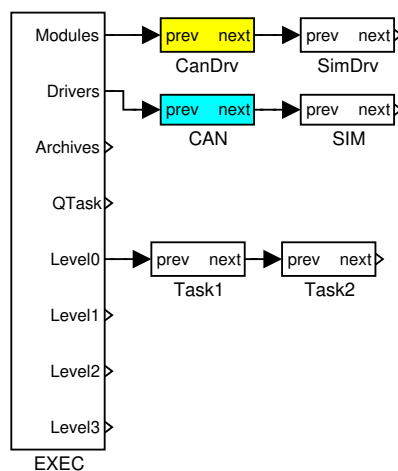 Modules
prev next
prev next
CanDrv
SimDrv
Drivers
prev next
prev next
CAN
SIM
Archives
QTask
Level0
prev next
prev next
Task1
Task2
Level1
Level2
Level3
EXEC